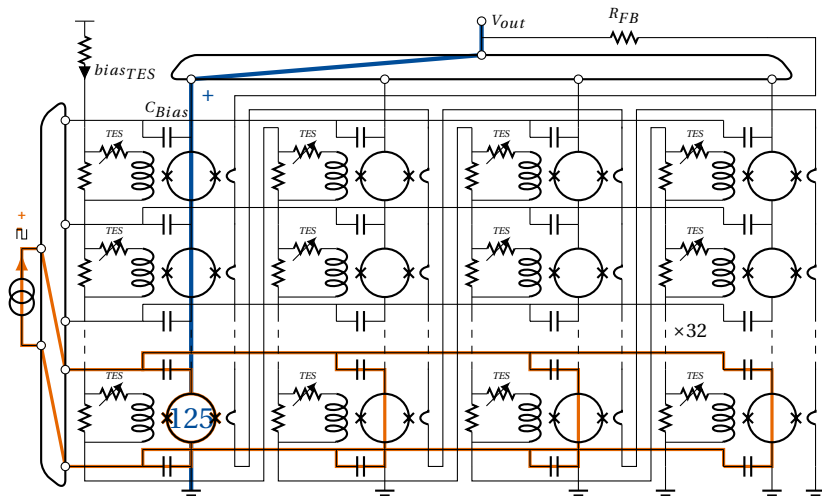 V_out R_FB
bias_TES
+
C_Bias
TES TES TES TES
+
TES TES TES TES
×32
TES TES TES TES
125